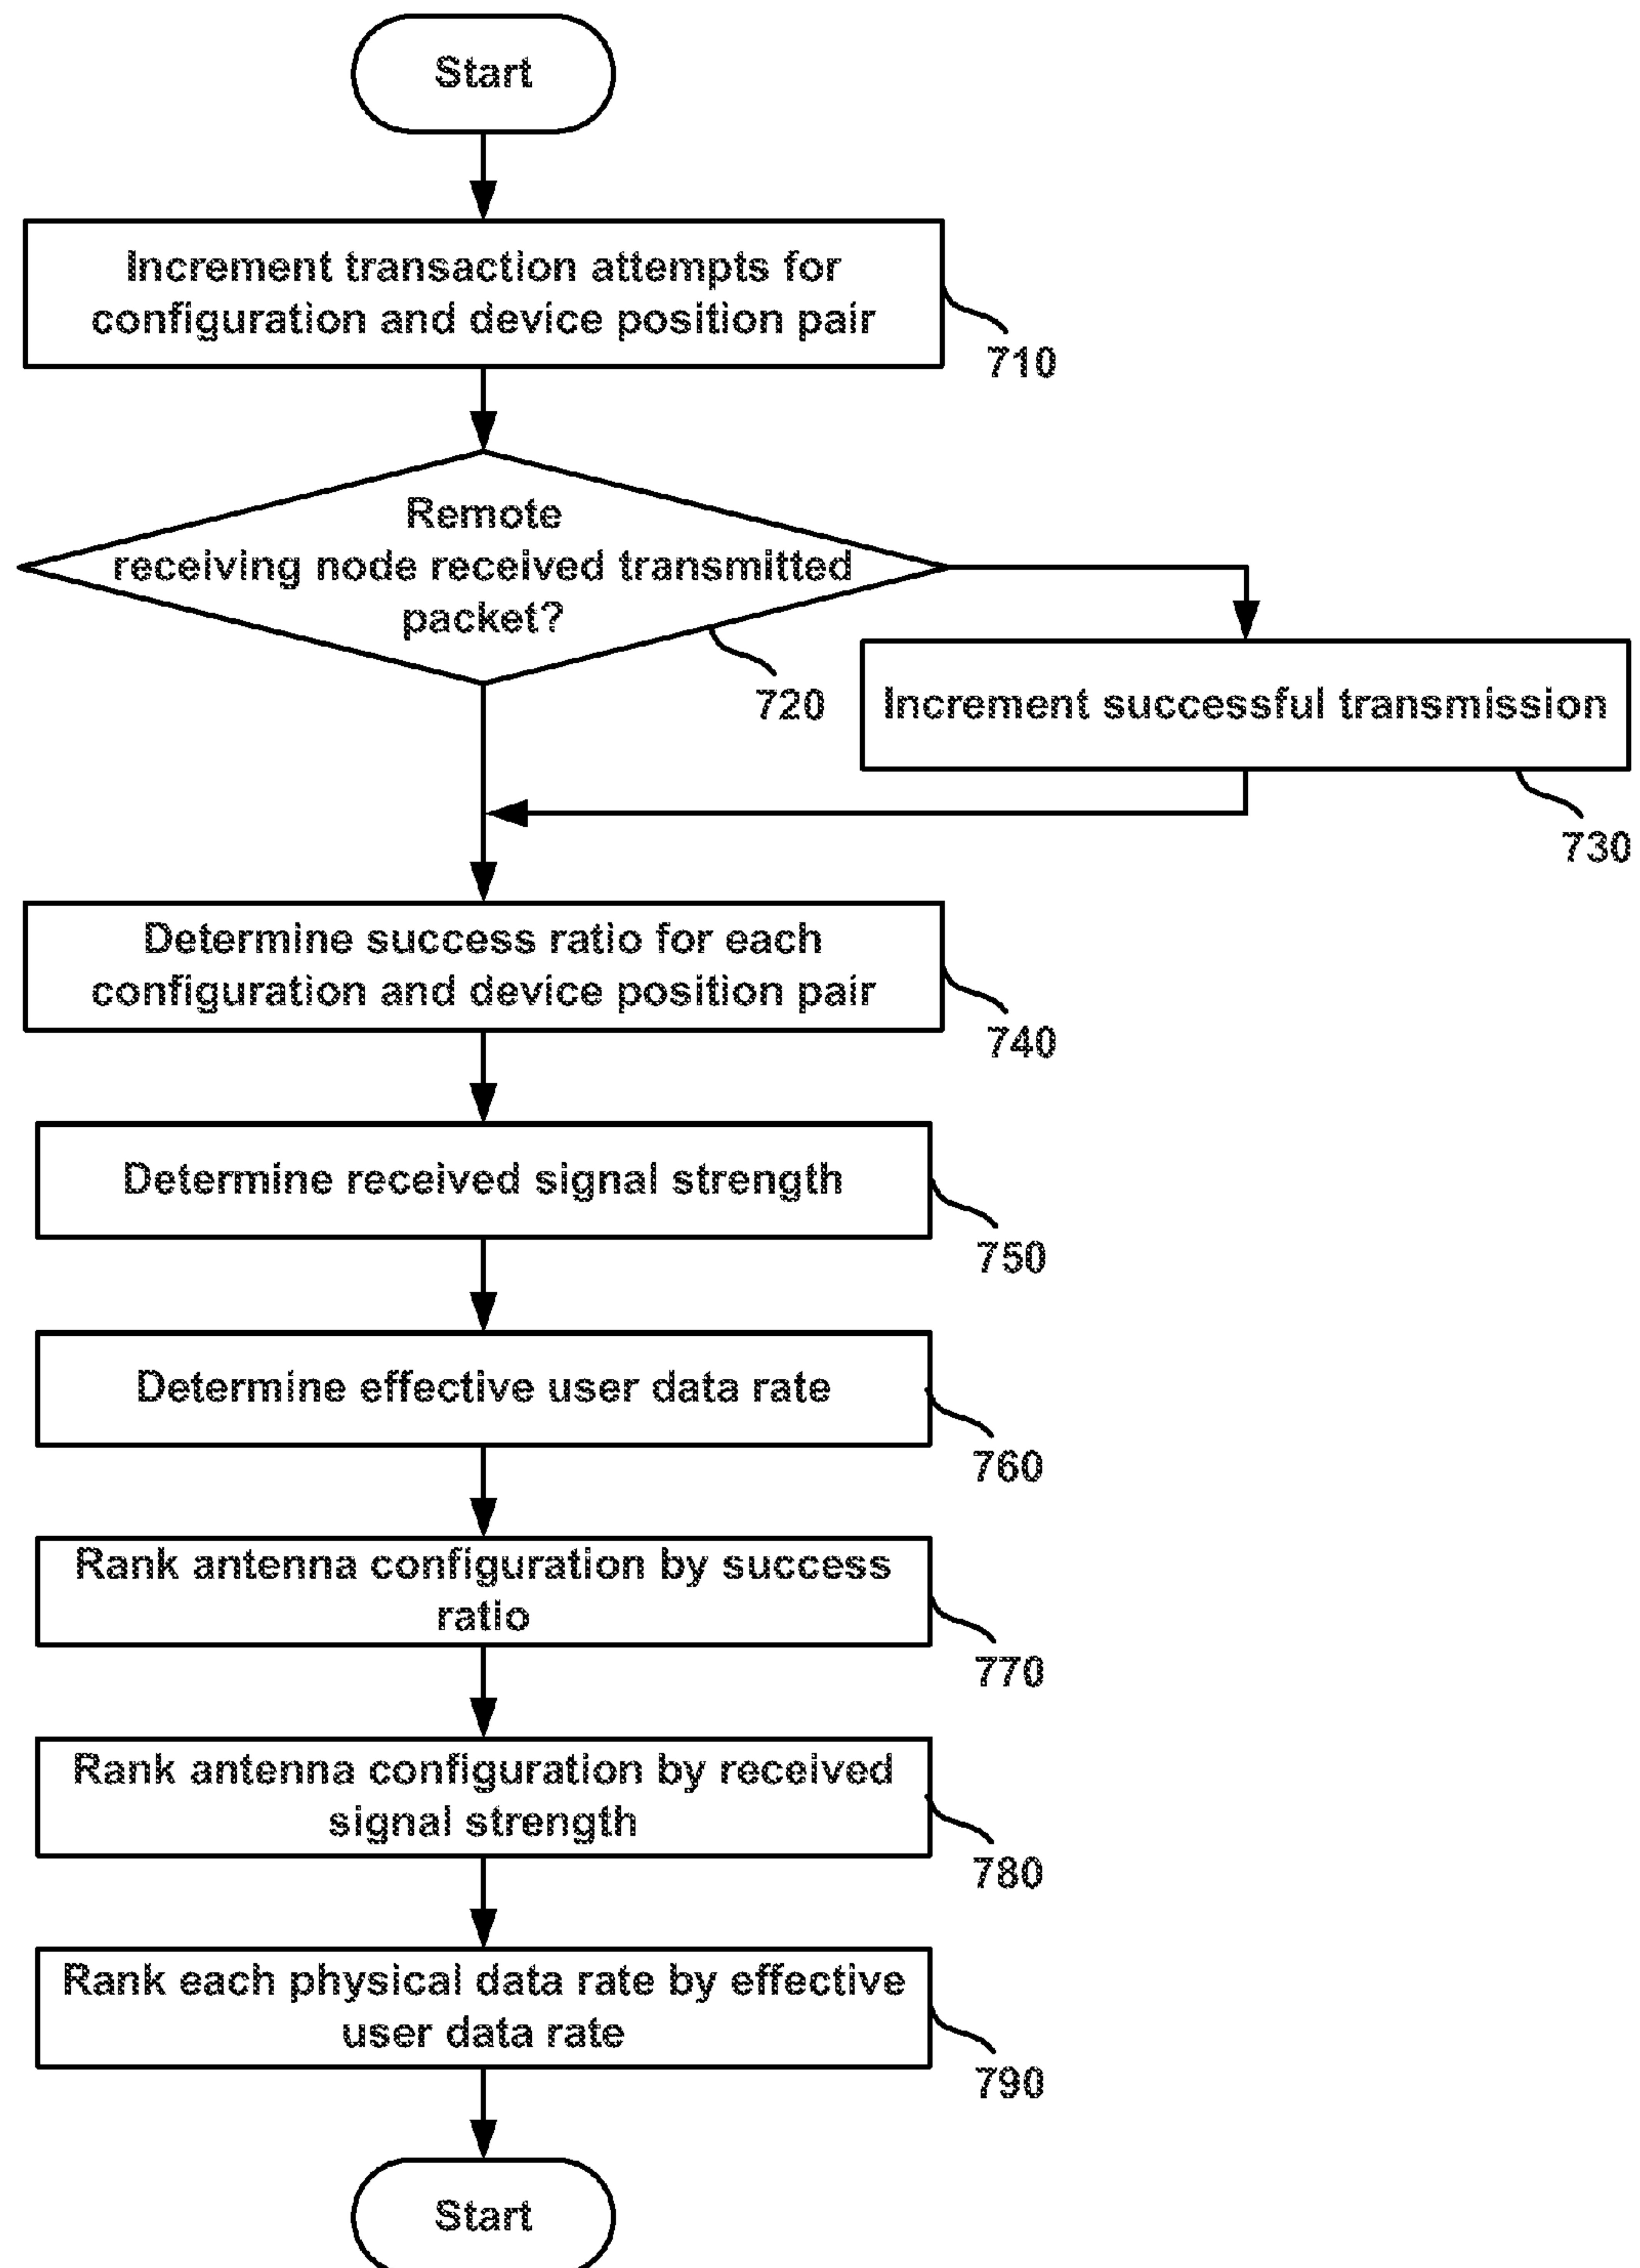 Start
Increment transaction attempts for
configuration and device position pair
710
Remote
receiving node received transmitted
packet?
720
Increment successful transmission
730
Determine success ratio for each
configuration and device position pair
740
Determine received signal strength
750
Determine effective user data rate
760
Rank antenna configuration by success
ratio
770
Rank antenna configuration by received
signal strength
780
Rank each physical data rate by effective
user data rate
790
Start